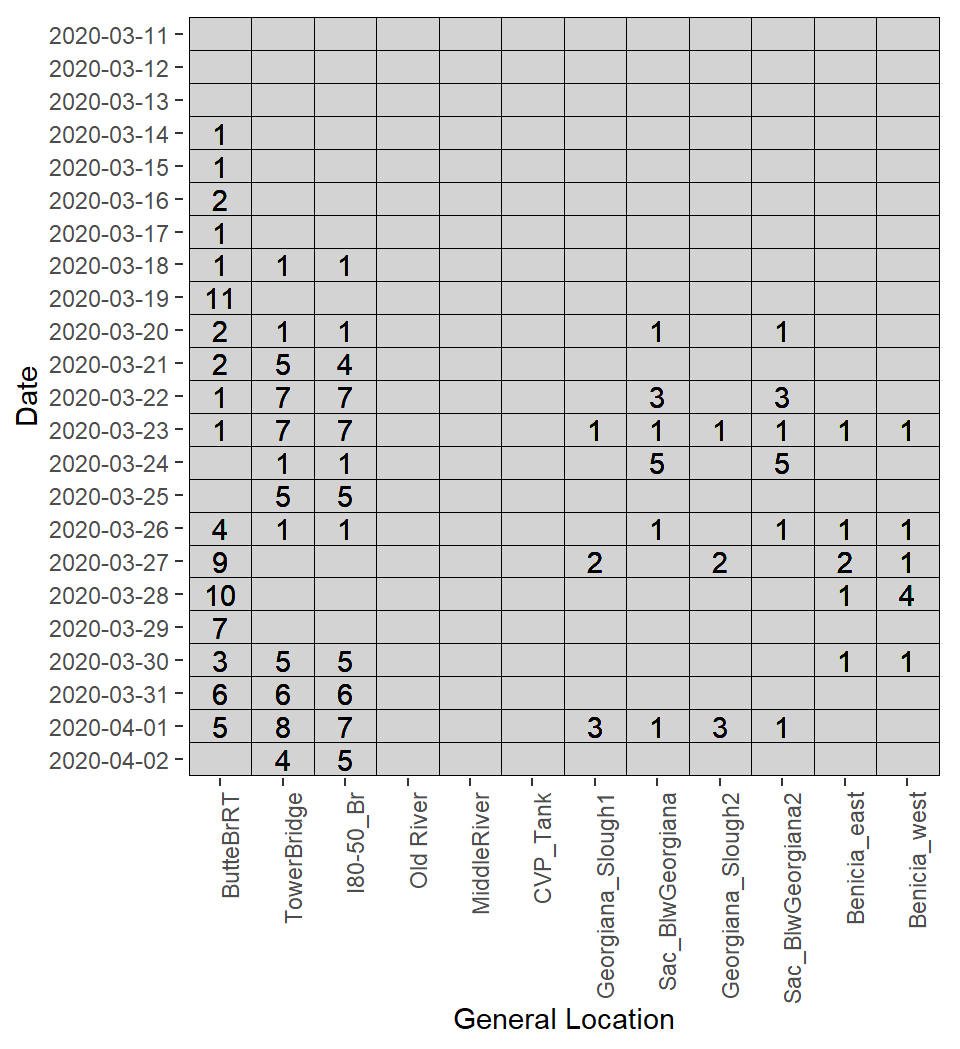 2020-03-11
2020-03-12
2020-03-13
2020-03-14 1
2020-03-15 1
2020-03-16 2
2020-03-17 1
2020-03-18 1 1 1
2020-03-19 11
2020-03-20 2 1 1 1 1
2020-03-21 2 5 4
2020-03-22 1 7 7 3 3
2020-03-23 1 7 7 1 1 1 1 1 1
2020-03-24 1 1 5 5
2020-03-25 5 5
2020-03-26 4 1 1 1 1 1 1
2020-03-27 9 2 2 2 1
2020-03-28 10 1 4
2020-03-29 7
2020-03-30 3 5 5 1 1
2020-03-31 6 6 6
2020-04-01 5 8 7 3 1 3 1
2020-04-02 4 5
Date
ButteBrRT
TowerBridge
I80-50_Br
Old River
MiddleRiver
CVP_Tank
Georgiana_Slough1
Sac_BlwGeorgiana
Georgiana_Slough2
Sac_BlwGeorgiana2
Benicia_east
Benicia_west
General Location